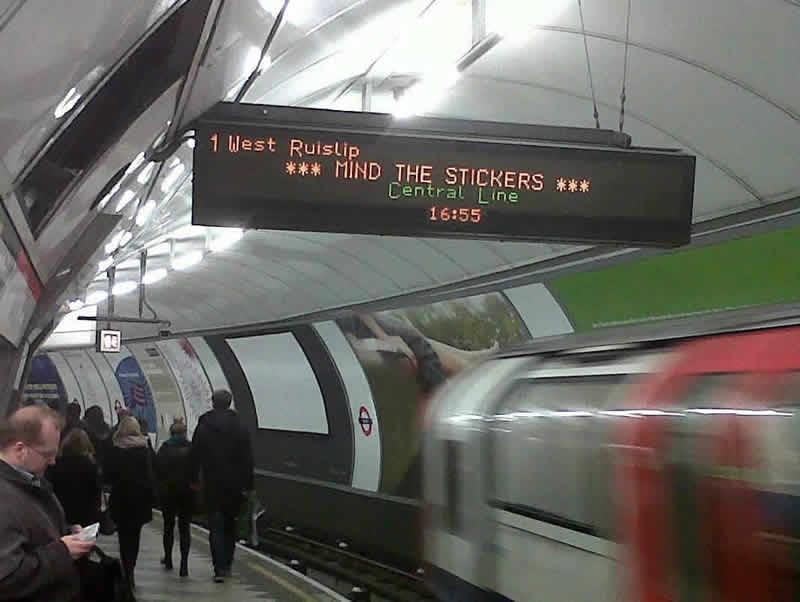 1 West Ruislip
*** MIND THE STICKERS ***
Central Line
16:55